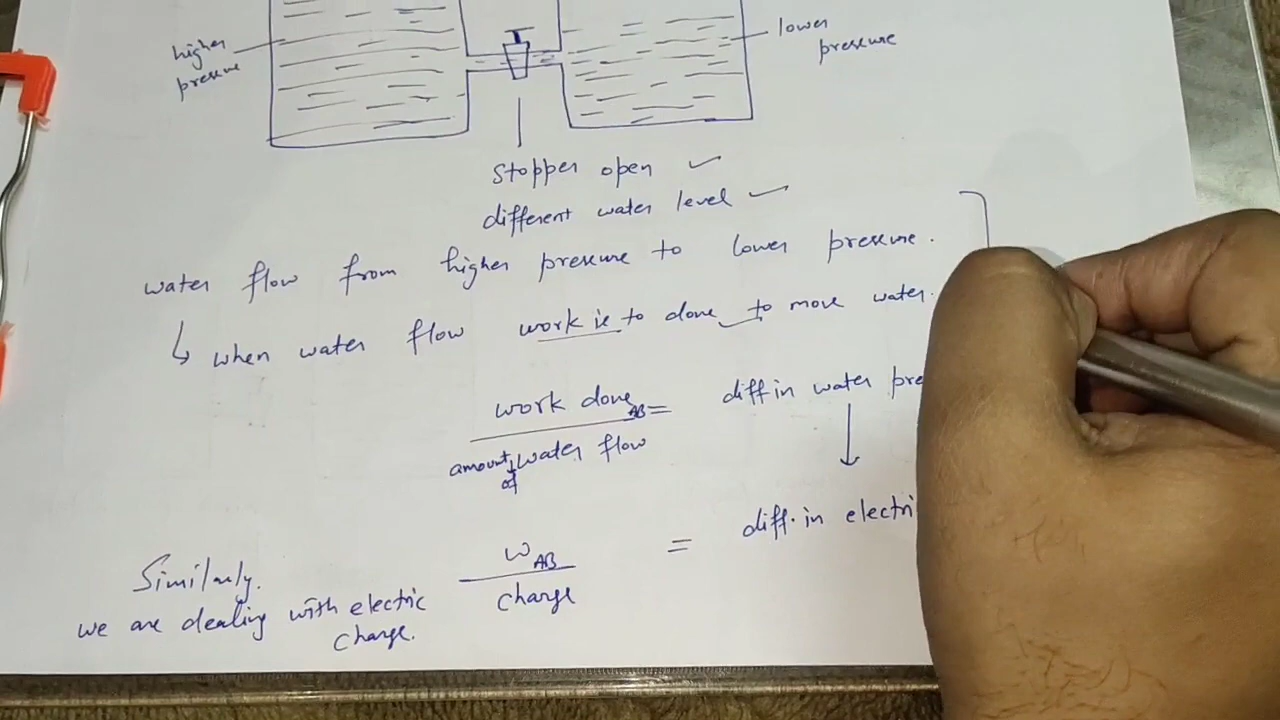 higher
pressure
lower
pressure
Stopper open ✓
different water level ✓
water flow from higher pressure to lower pressure.
↳ when water flow work is to done to move water.
work done AB =
amount of water flow
diff in water pre
↓
Similarly.
we are dealing with electric
charge.
W AB
charge
=
diff. in electri